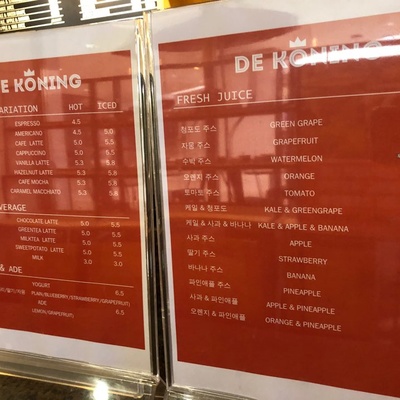 E KONING
ARIATION HOT ICED
ESPRESSO 4.5
AMERICANO 4.5 5.0
CAFE LATTE 5.0 5.5
CAPPUCCINO 5.0 5.5
VANILLA LATTE 5.3 5.8
HAZELNUT LATTE 5.3 5.8
CAFE MOCHA 5.3 5.8
CARAMEL MACCHIATO 5.3 5.8
VERAGE
CHOCOLATE LATTE 5.0 5.5
GREENTEA LATTE 5.0 5.5
MILKTEA LATTE 5.0 5.5
SWEETPOTATO LATTE 5.0 5.5
MILK 3.0 3.0
& ADE
YOGURT
PLAIN/BLUEBERRY/STRAWBERRY/GRAPEFRUIT) 6.5
ADE
LEMON/GRAPEFRUIT) 6.5
DE KONING
FRESH JUICE
청포도 주스 GREEN GRAPE
자몽 주스 GRAPEFRUIT
수박 주스 WATERMELON
오렌지 주스 ORANGE
토마토 주스 TOMATO
케일 & 청포도 KALE & GREENGRAPE
케일 & 사과 & 바나나 KALE & APPLE & BANANA
사과 주스 APPLE
딸기 주스 STRAWBERRY
바나나 주스 BANANA
파인애플 주스 PINEAPPLE
사과 & 파인애플 APPLE & PINEAPPLE
오렌지 & 파인애플 ORANGE & PINEAPPLE